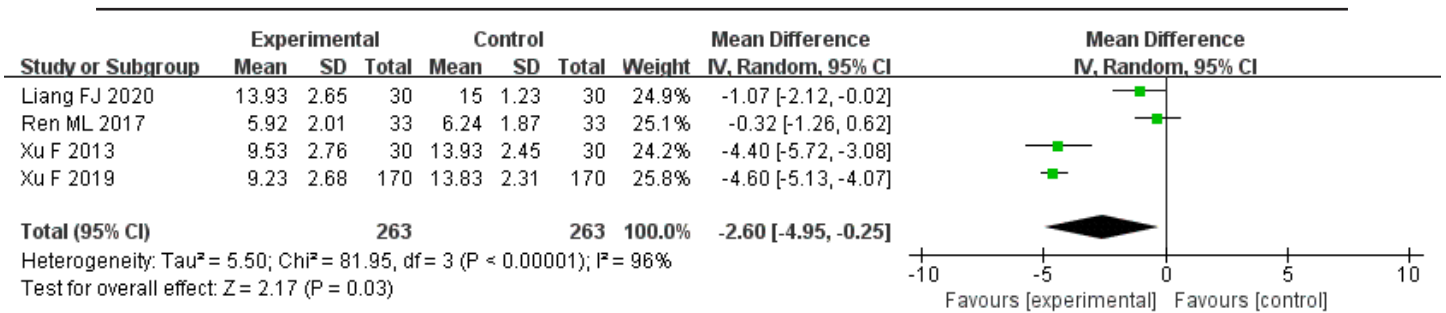 Experimental Control Mean Difference Mean Difference
Study or Subgroup Mean SD Total Mean SD Total Weight IV, Random, 95% CI IV, Random, 95% CI
Liang FJ 2020 13.93 2.65 30 15 1.23 30 24.9% -1.07 [-2.12, -0.02]
Ren ML 2017 5.92 2.01 33 6.24 1.87 33 25.1% -0.32 [-1.26, 0.62]
Xu F 2013 9.53 2.76 30 13.93 2.45 30 24.2% -4.40 [-5.72, -3.08]
Xu F 2019 9.23 2.68 170 13.83 2.31 170 25.8% -4.60 [-5.13, -4.07]
Total (95% CI) 263 263 100.0% -2.60 [-4.95, -0.25]
Heterogeneity: Tau² = 5.50; Chi² = 81.95, df = 3 (P < 0.00001); I² = 96%
Test for overall effect: Z = 2.17 (P = 0.03)
-10 -5 0 5 10
Favours [experimental] Favours [control]